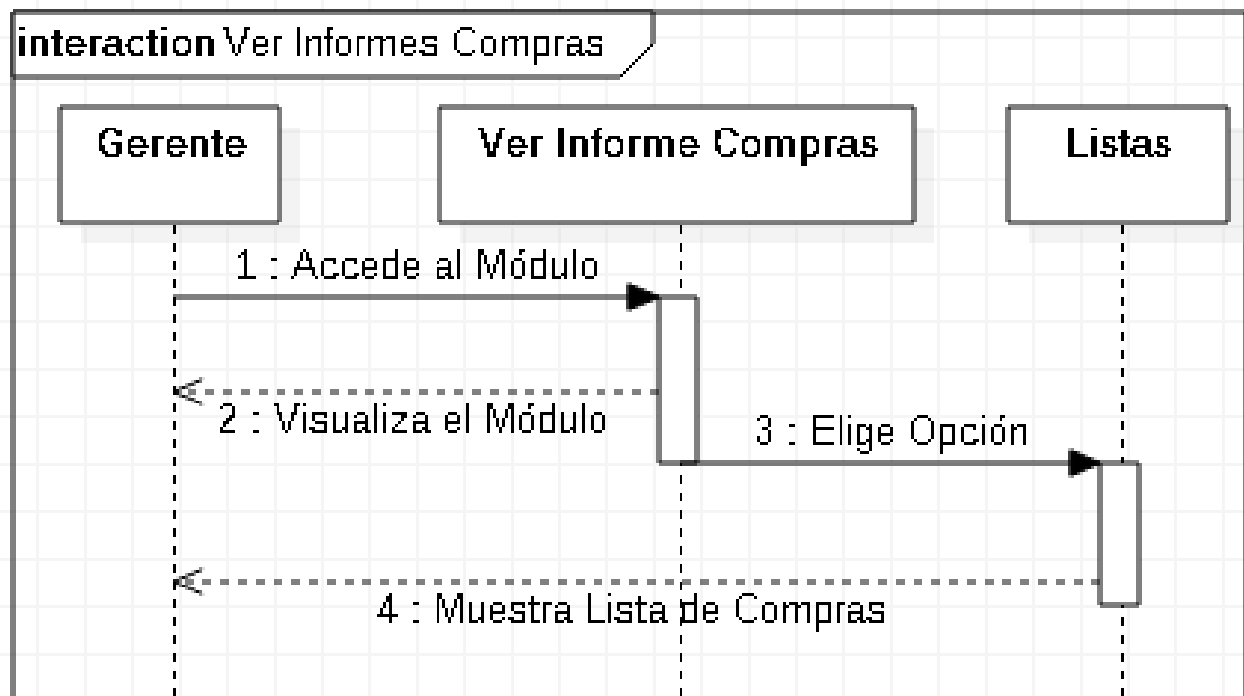 interaction Ver Informes Compras
Gerente
Ver Informe Compras
Listas
1 : Accede al Módulo
2 : Visualiza el Módulo
3 : Elige Opción
4 : Muestra Lista de Compras